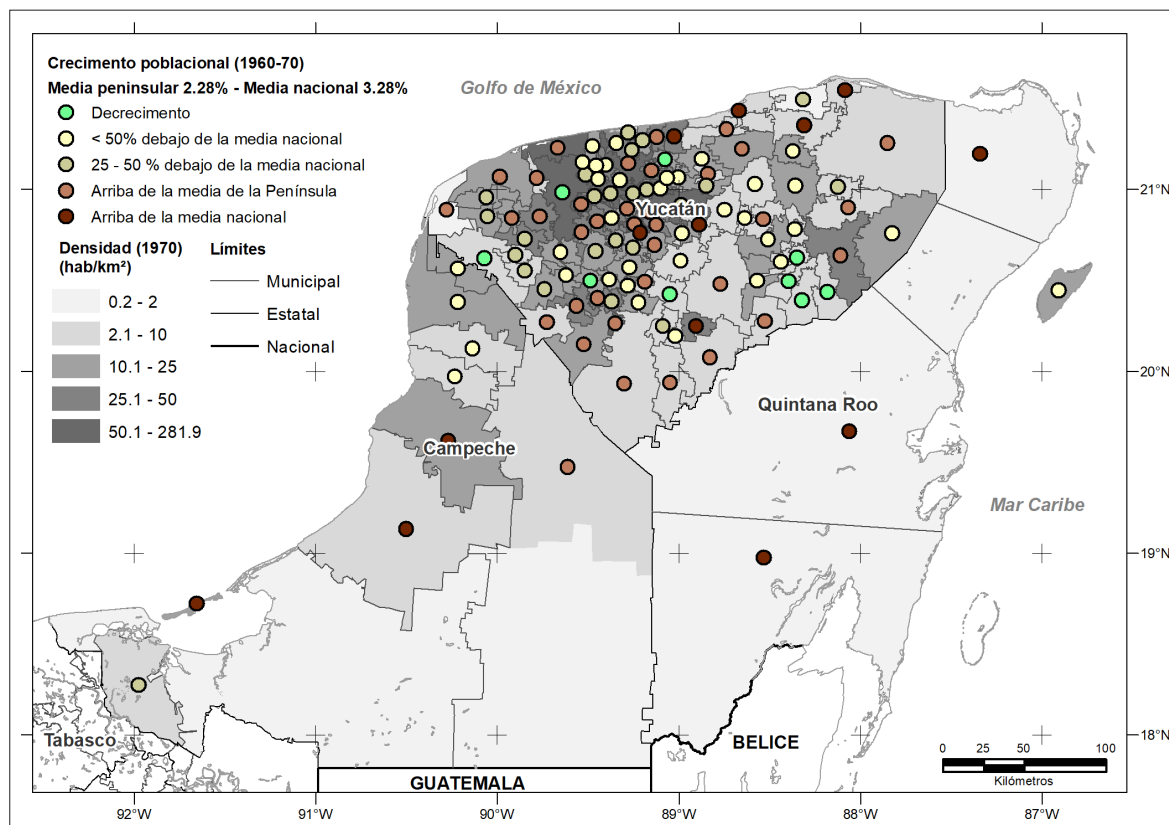 Crecimento poblacional (1960-70)
Media peninsular 2.28% - Media nacional 3.28%
Decrecimento
< 50% debajo de la media nacional
25 - 50 % debajo de la media nacional
Arriba de la media de la Península
Arriba de la media nacional
Densidad (1970)
(hab/km²)
0.2 - 2
2.1 - 10
10.1 - 25
25.1 - 50
50.1 - 281.9
Límites
Municipal
Estatal
Nacional
Golfo de México
Yucatán
Quintana Roo
Campeche
Mar Caribe
Tabasco
BELICE
GUATEMALA
21°N
20°N
19°N
18°N
0 25 50 100
Kilómetros
92°W 91°W 90°W 89°W 88°W 87°W